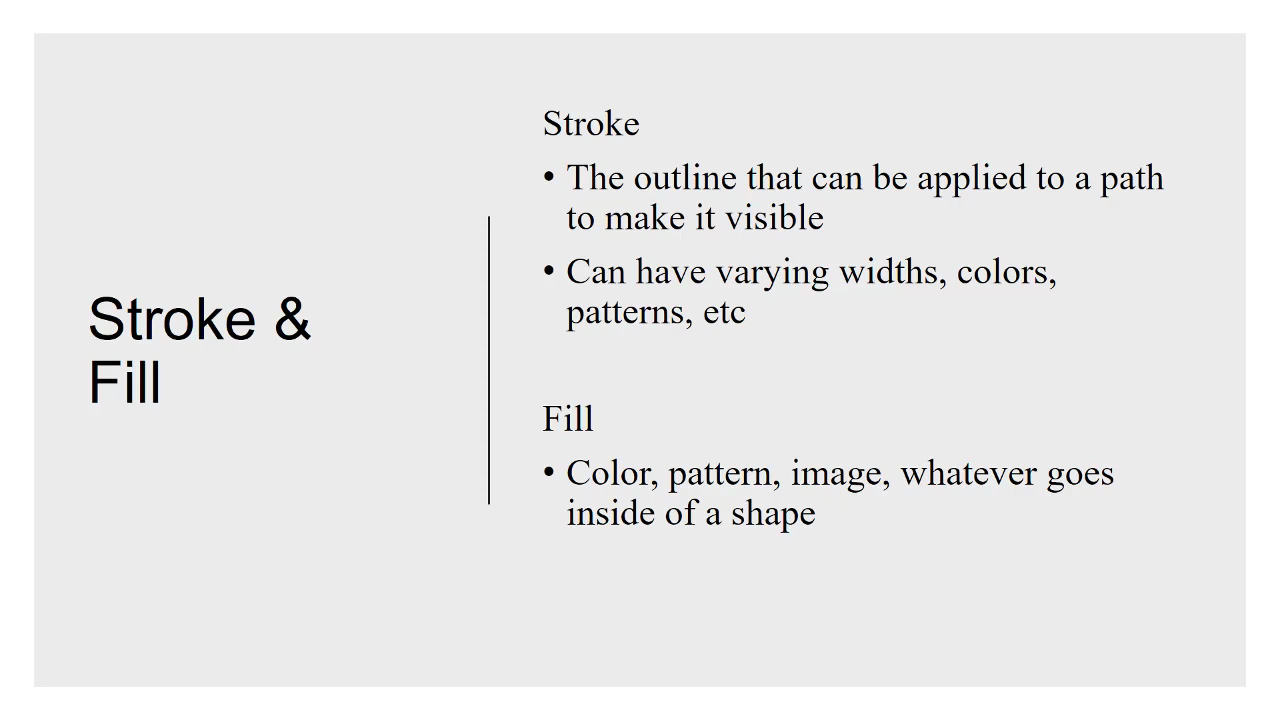 Stroke &
Fill
Stroke
• The outline that can be applied to a path
to make it visible
• Can have varying widths, colors,
patterns, etc
Fill
• Color, pattern, image, whatever goes
inside of a shape